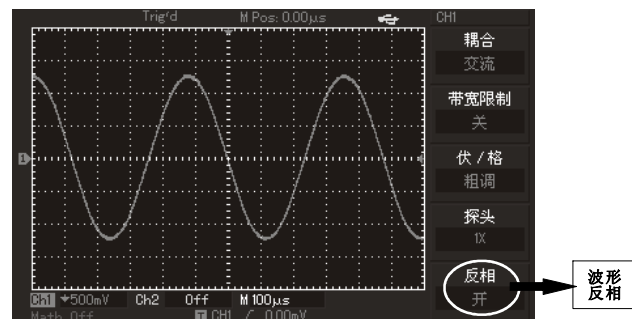 Trig'd M Pos: 0.00μs CH1
耦合
交流
带宽限制
关
伏/格
粗调
探头
1X
反相
开
波形
反相
1
Ch1 500mV Ch2 Off M 100μs
Math Off T CH1 / 0.00mV